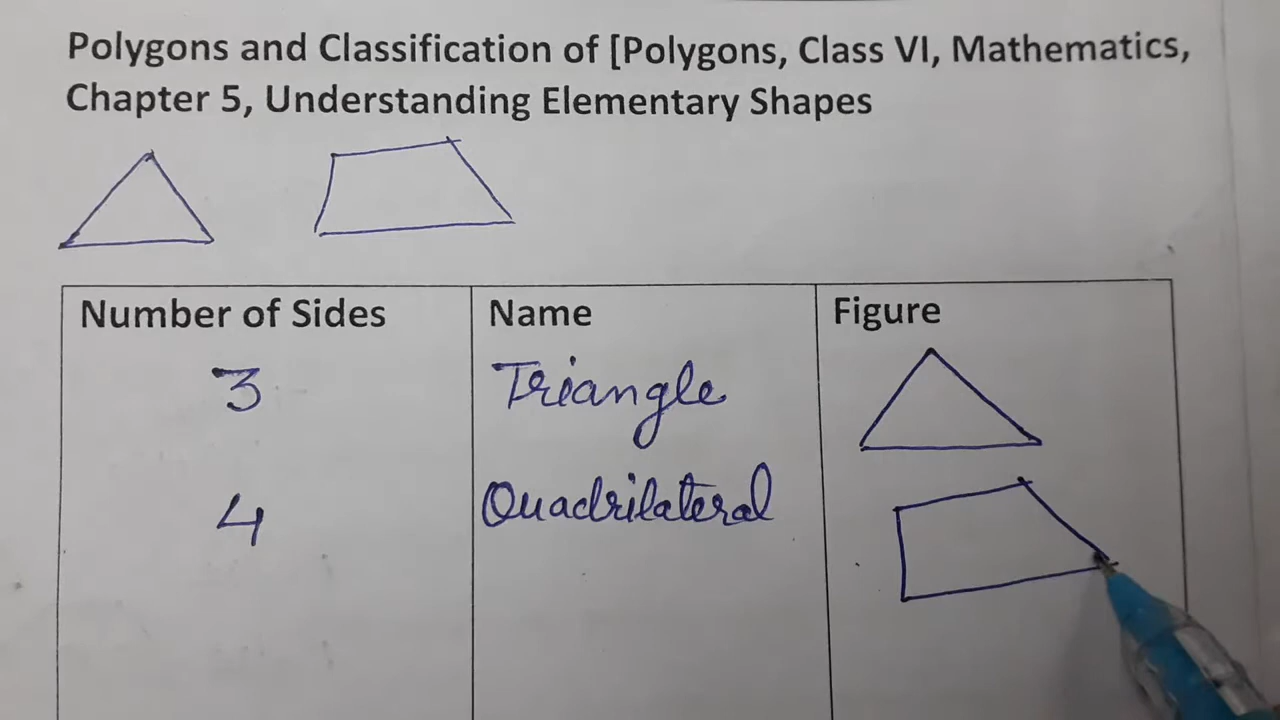 Polygons and Classification of [Polygons, Class VI, Mathematics,
Chapter 5, Understanding Elementary Shapes
Number of Sides Name Figure
3 Triangle
4 Quadrilateral